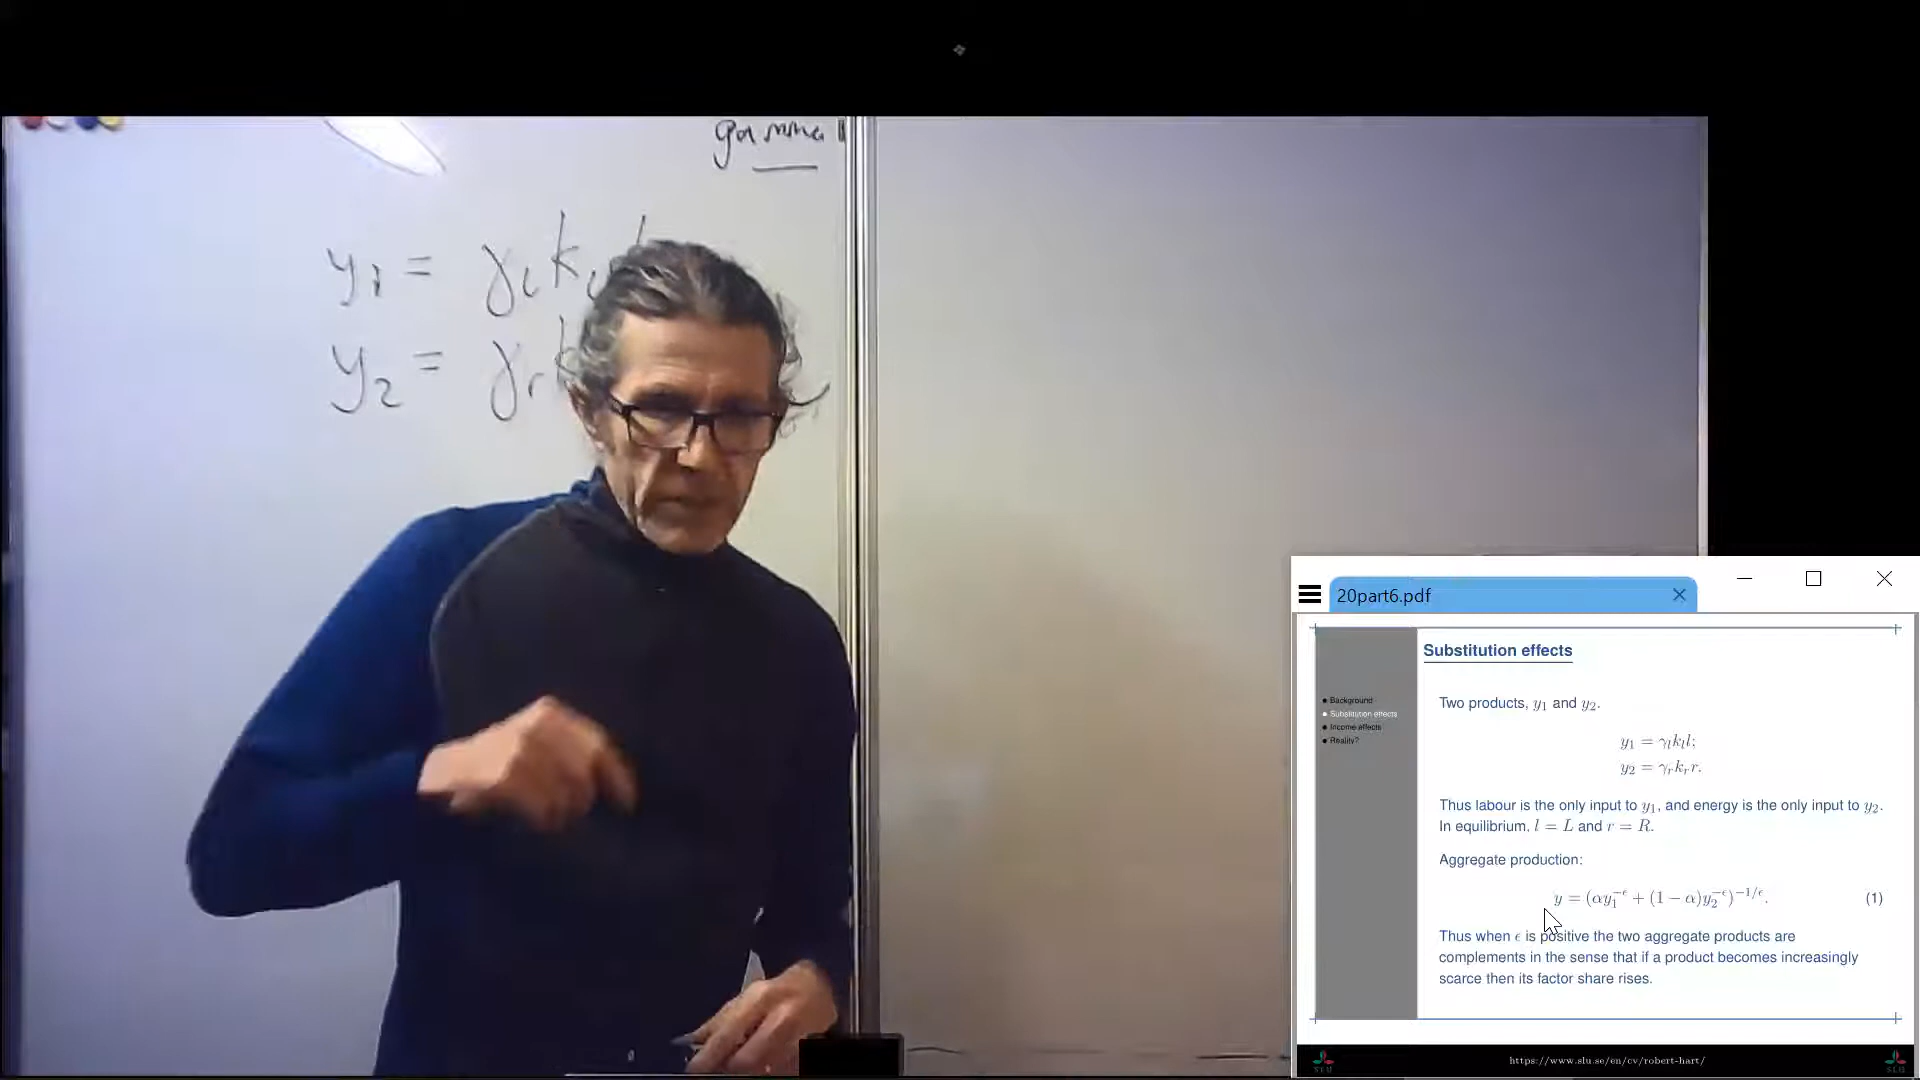 gamma
y₁ = γₗ kₗ
y₂ = γᵣ k
20part6.pdf
Substitution effects
● Background
● Substitution effects
● Income effects
● Reality?
Two products, y₁ and y₂.
y₁ = γₗkₗl;
y₂ = γᵣkᵣr.
Thus labour is the only input to y₁, and energy is the only input to y₂.
In equilibrium, l = L and r = R.
Aggregate production:
y = (αy₁^{−ϵ} + (1 − α)y₂^{−ϵ})^{−1/ϵ}. (1)
Thus when ϵ is positive the two aggregate products are
complements in the sense that if a product becomes increasingly
scarce then its factor share rises.
SLU https://www.slu.se/en/cv/robert-hart/ SLU